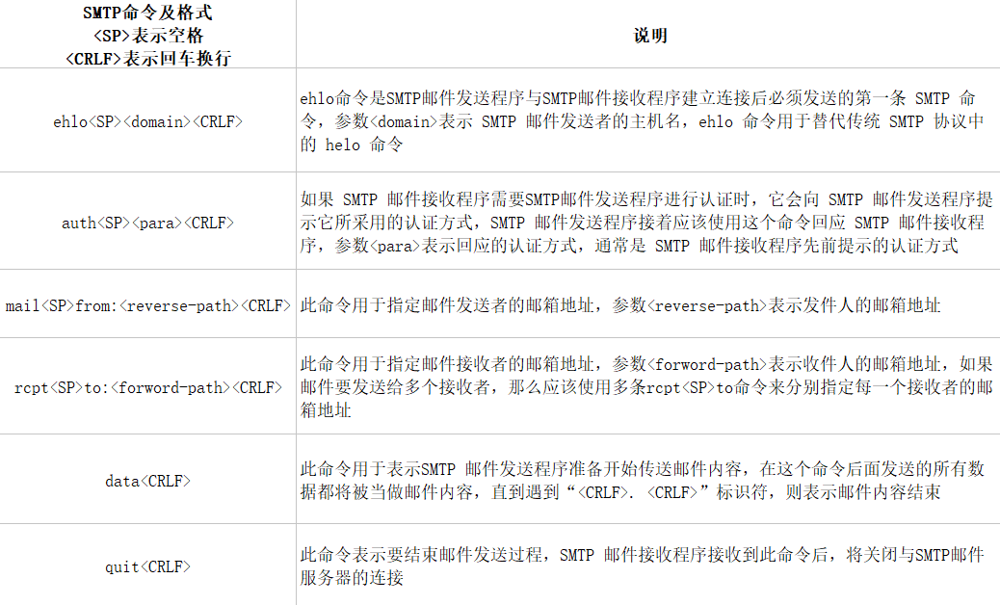 SMTP命令及格式
<SP>表示空格
<CRLF>表示回车换行
说明
ehlo<SP><domain><CRLF>
ehlo命令是SMTP邮件发送程序与SMTP邮件接收程序建立连接后必须发送的第一条 SMTP 命
令，参数<domain>表示 SMTP 邮件发送者的主机名，ehlo 命令用于替代传统 SMTP 协议中
的 helo 命令
auth<SP><para><CRLF>
如果 SMTP 邮件接收程序需要SMTP邮件发送程序进行认证时，它会向 SMTP 邮件发送程序提
示它所采用的认证方式，SMTP 邮件发送程序接着应该使用这个命令回应 SMTP 邮件接收程
序，参数<para>表示回应的认证方式，通常是 SMTP 邮件接收程序先前提示的认证方式
mail<SP>from:<reverse-path><CRLF>
此命令用于指定邮件发送者的邮箱地址，参数<reverse-path>表示发件人的邮箱地址
rcpt<SP>to:<forword-path><CRLF>
此命令用于指定邮件接收者的邮箱地址，参数<forword-path>表示收件人的邮箱地址，如果
邮件要发送给多个接收者，那么应该使用多条rcpt<SP>to命令来分别指定每一个接收者的邮
箱地址
data<CRLF>
此命令用于表示SMTP 邮件发送程序准备开始传送邮件内容，在这个命令后面发送的所有数
据都将被当做邮件内容，直到遇到“<CRLF>. <CRLF>”标识符，则表示邮件内容结束
quit<CRLF>
此命令表示要结束邮件发送过程，SMTP 邮件接收程序接收到此命令后，将关闭与SMTP邮件
服务器的连接